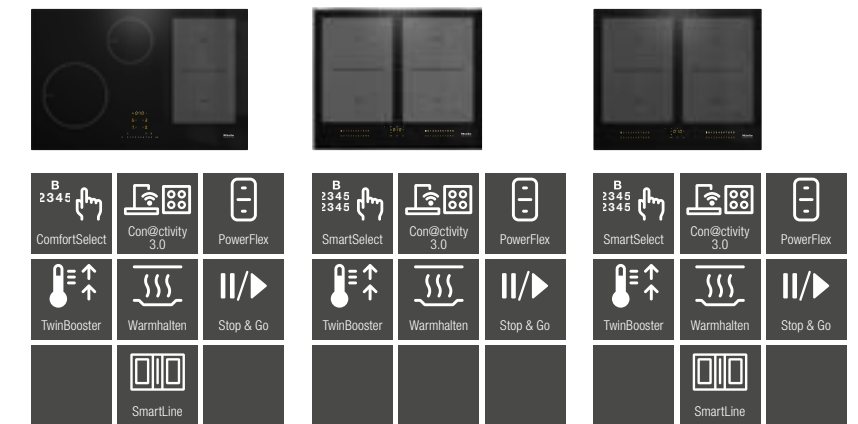 B
2345
ComfortSelect
Con@ctivity
3.0
PowerFlex
TwinBooster
Warmhalten
Stop & Go
SmartLine
B
2345
2345
SmartSelect
Con@ctivity
3.0
PowerFlex
TwinBooster
Warmhalten
Stop & Go
B
2345
2345
SmartSelect
Con@ctivity
3.0
PowerFlex
TwinBooster
Warmhalten
Stop & Go
SmartLine